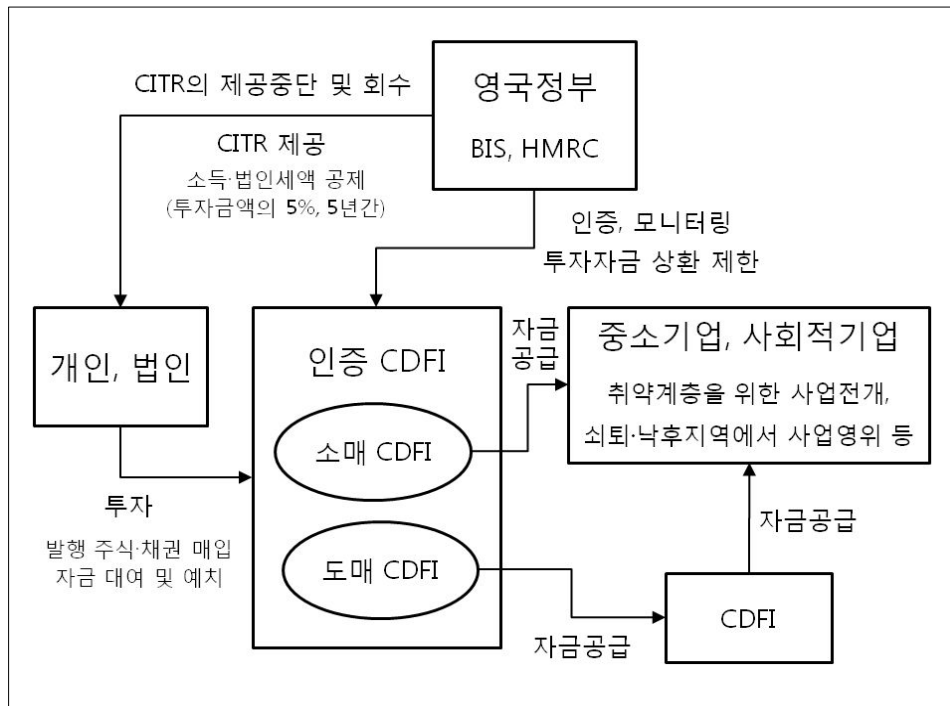 CITR의 제공중단 및 회수
영국정부
BIS, HMRC
CITR 제공
소득·법인세액 공제
(투자금액의 5%, 5년간)
인증, 모니터링
투자자금 상환 제한
개인, 법인
인증 CDFI
자금
공급
중소기업, 사회적기업
취약계층을 위한 사업전개,
쇠퇴·낙후지역에서 사업영위 등
소매 CDFI
투자
발행 주식·채권 매입
자금 대여 및 예치
도매 CDFI
자금공급
CDFI
자금공급